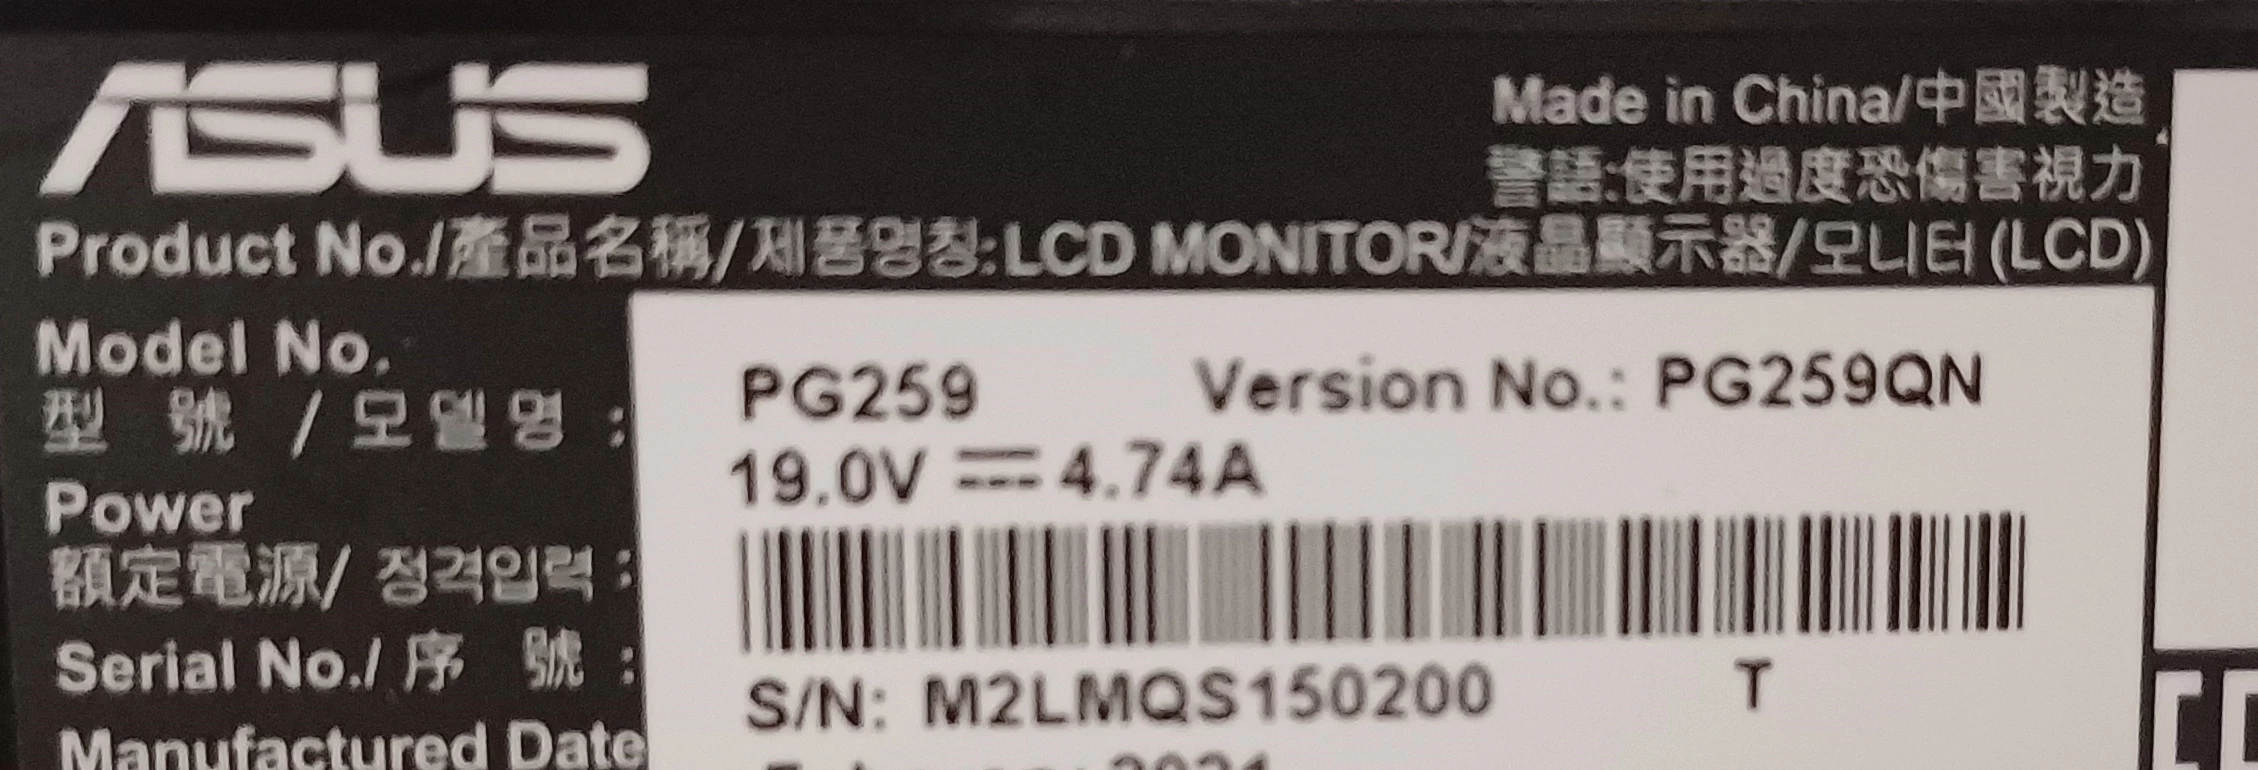 ASUS
Made in China/中國製造
警語:使用過度恐傷害視力
Product No./產品名稱/제품명칭:LCD MONITOR/液晶顯示器/모니터(LCD)
Model No.
型 號 / 모델명 :
PG259 Version No.: PG259QN
Power
額定電源/ 정격입력 :
19.0V ⎓ 4.74A
Serial No./ 序 號 :
S/N: M2LMQS150200 T
Manufactured Date
2021